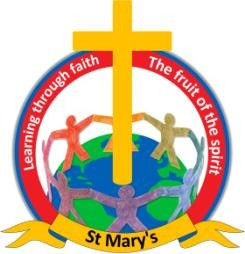 Learning through faith
The fruit of the spirit
St Mary's